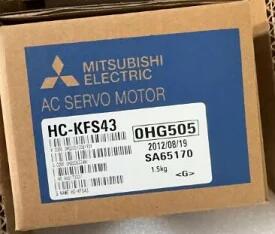 MITSUBISHI
ELECTRIC
AC SERVO MOTOR
HC-KFS43
0HG505
2012/08/19
SA65170
1.5kg
<G>